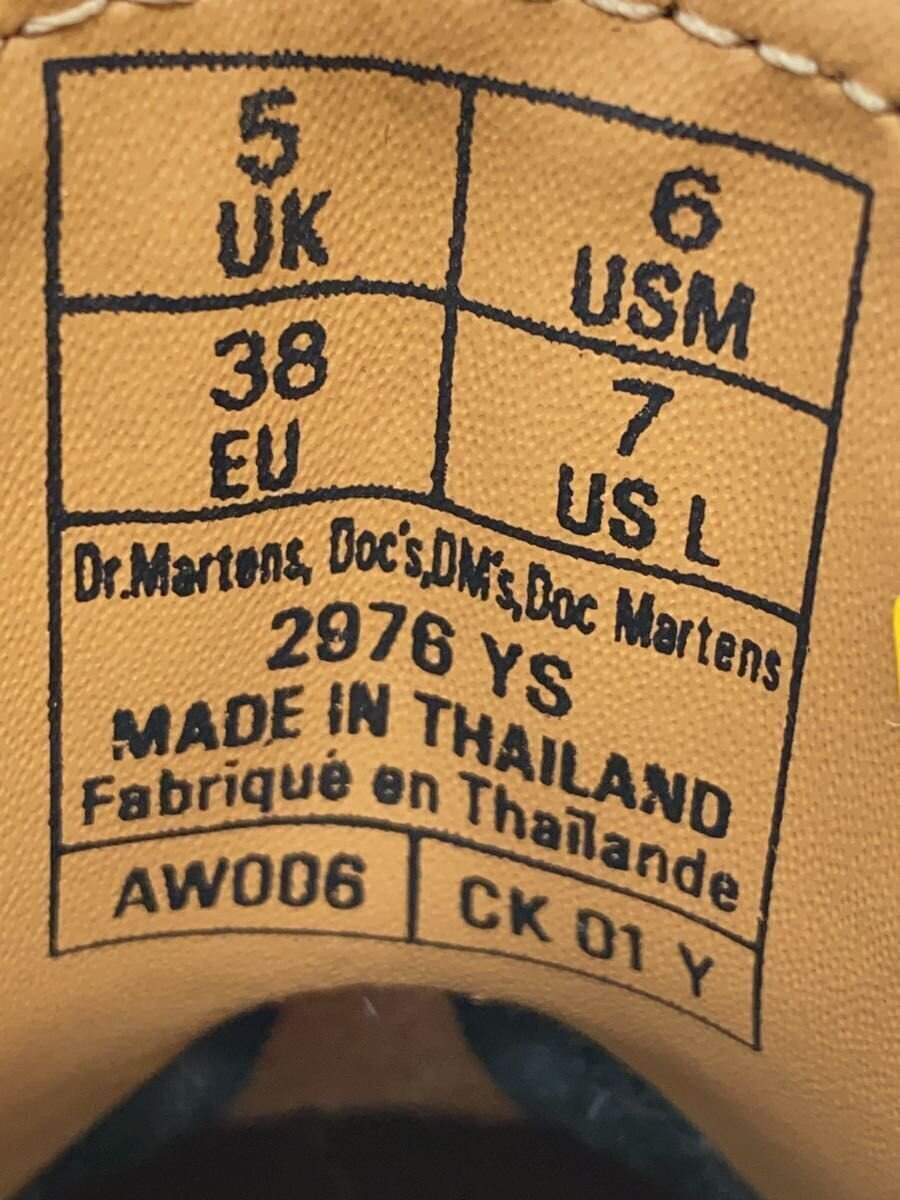 5
UK
6
USM
38
EU
7
US L
Dr.Martens, Doc's,DM's,Doc Martens
2976 YS
MADE IN THAILAND
Fabriqué en Thaïlande
AW006
CK 01 Y